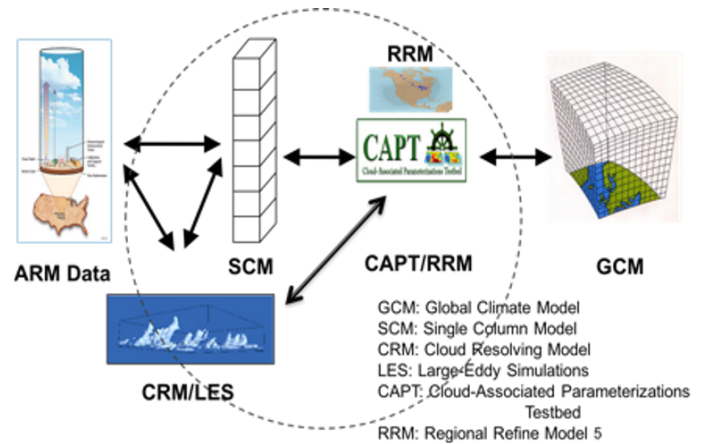 RRM
CAPT
Cloud-Associated Parameterizations Testbed
ARM Data
SCM
CAPT/RRM
GCM
CRM/LES
GCM: Global Climate Model
SCM: Single Column Model
CRM: Cloud Resolving Model
LES: Large-Eddy Simulations
CAPT: Cloud-Associated Parameterizations
Testbed
RRM: Regional Refine Model 5